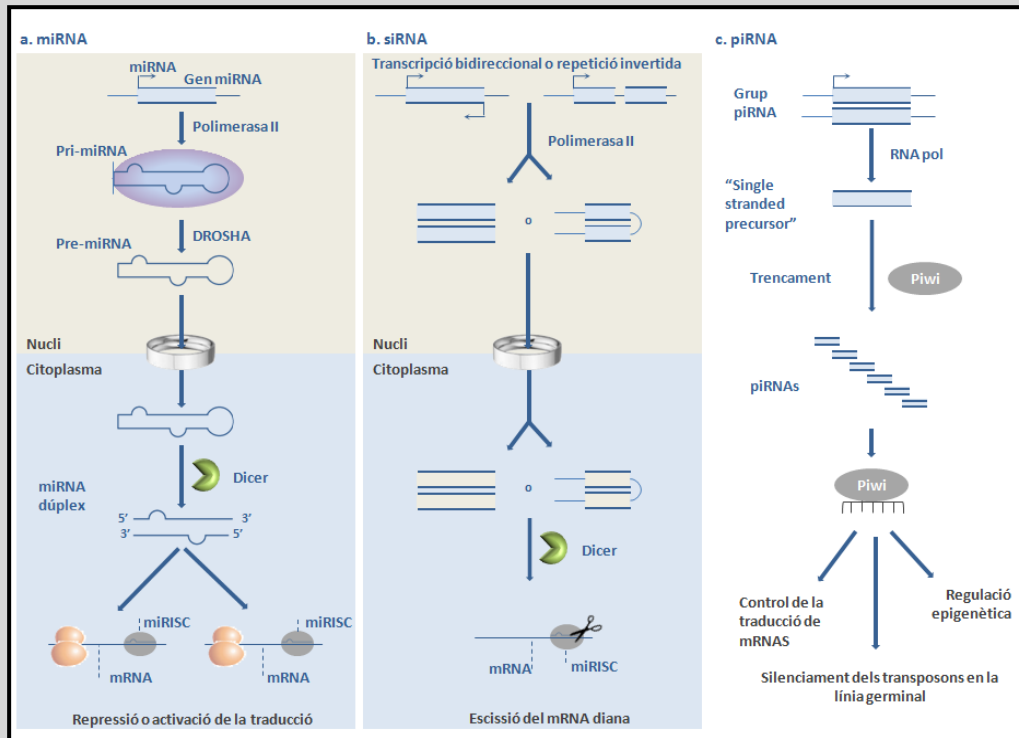 a. miRNA
miRNA
Gen miRNA
Polimerasa II
Pri-miRNA
DROSHA
Pre-miRNA
Nucli
Citoplasma
Dicer
miRNA
dúplex
5’ 3’
3’ 5’
miRISC
mRNA
miRISC
mRNA
Repressió o activació de la traducció
b. siRNA
Transcripció bidireccional o repetició invertida
Polimerasa II
o
Nucli
Citoplasma
o
Dicer
mRNA
miRISC
Escissió del mRNA diana
c. piRNA
Grup
piRNA
RNA pol
“Single
stranded
precursor”
Trencament
Piwi
piRNAs
Piwi
Control de la
traducció de
mRNAS
Regulació
epigenètica
Silenciament dels transposons en la
línia germinal